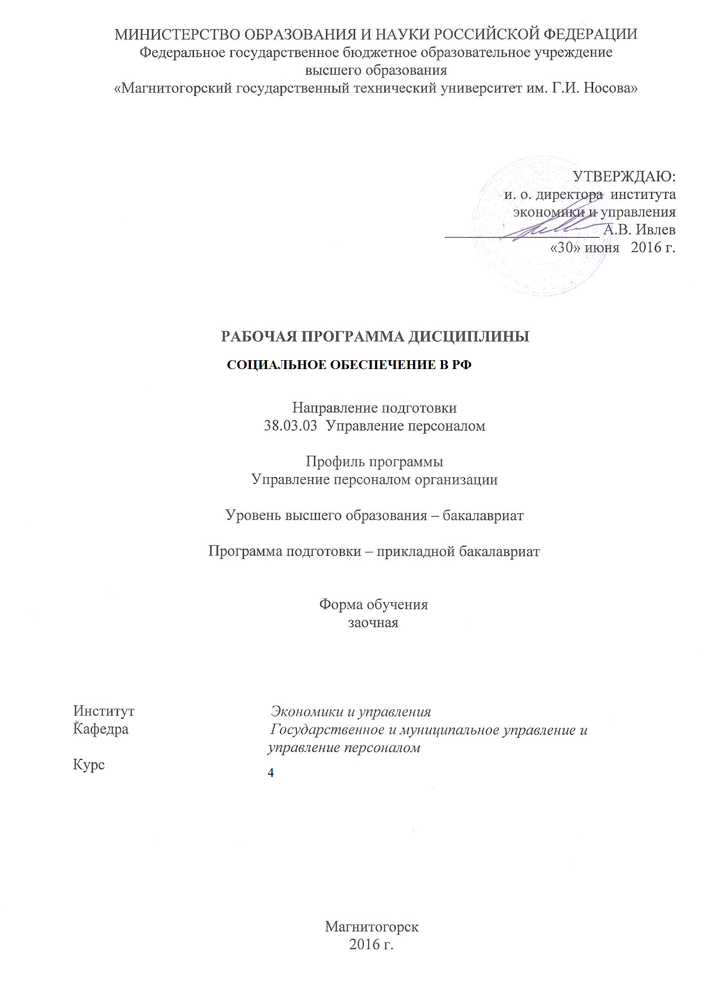 МИНИСТЕРСТВО ОБРАЗОВАНИЯ И НАУКИ РОССИЙСКОЙ ФЕДЕРАЦИИ
Федеральное государственное бюджетное образовательное учреждение
высшего образования
«Магнитогорский государственный технический университет им. Г.И. Носова»
УТВЕРЖДАЮ:
и. о. директора института
экономики и управления
А.В. Ивлев
«30» июня 2016 г.
РАБОЧАЯ ПРОГРАММА ДИСЦИПЛИНЫ
СОЦИАЛЬНОЕ ОБЕСПЕЧЕНИЕ В РФ
Направление подготовки
38.03.03 Управление персоналом
Профиль программы
Управление персоналом организации
Уровень высшего образования – бакалавриат
Программа подготовки – прикладной бакалавриат
Форма обучения
заочная
Институт Экономики и управления
Кафедра Государственное и муниципальное управление и
управление персоналом
Курс
4
Магнитогорск
2016 г.